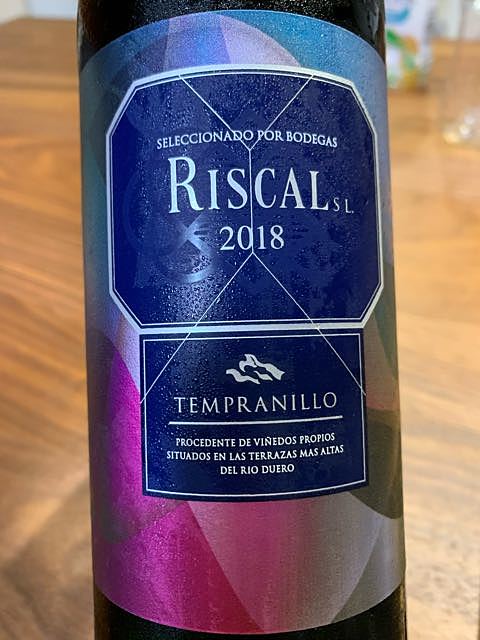 SELECCIONADO POR BODEGAS
RISCAL S L.
2018
TEMPRANILLO
PROCEDENTE DE VIÑEDOS PROPIOS
SITUADOS EN LAS TERRAZAS MAS ALTAS
DEL RIO DUERO